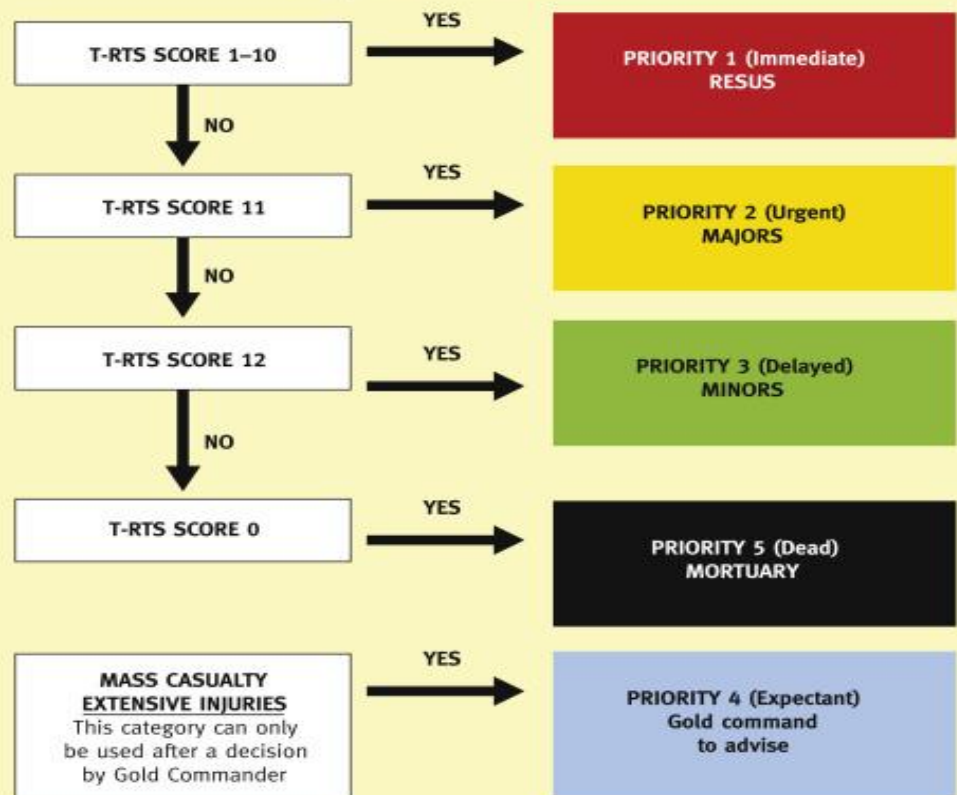 T-RTS SCORE 1–10
YES
PRIORITY 1 (Immediate)
RESUS
NO
T-RTS SCORE 11
YES
PRIORITY 2 (Urgent)
MAJORS
NO
T-RTS SCORE 12
YES
PRIORITY 3 (Delayed)
MINORS
NO
T-RTS SCORE 0
YES
PRIORITY 5 (Dead)
MORTUARY
MASS CASUALTY
EXTENSIVE INJURIES
This category can only
be used after a decision
by Gold Commander
YES
PRIORITY 4 (Expectant)
Gold command
to advise